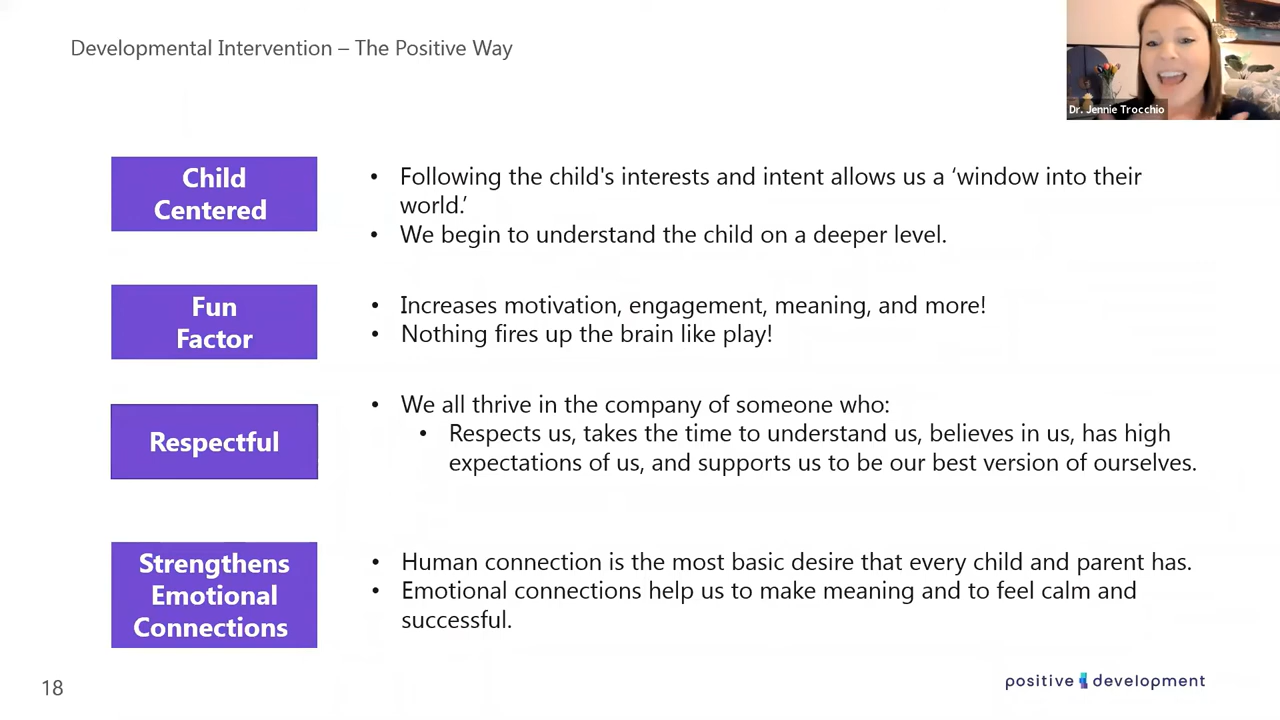 Developmental Intervention – The Positive Way
Dr. Jennie Trocchio
Child
Centered
• Following the child's interests and intent allows us a ‘window into their
world.’
• We begin to understand the child on a deeper level.
Fun
Factor
• Increases motivation, engagement, meaning, and more!
• Nothing fires up the brain like play!
Respectful
• We all thrive in the company of someone who:
• Respects us, takes the time to understand us, believes in us, has high
expectations of us, and supports us to be our best version of ourselves.
Strengthens
Emotional
Connections
• Human connection is the most basic desire that every child and parent has.
• Emotional connections help us to make meaning and to feel calm and
successful.
18
positive development